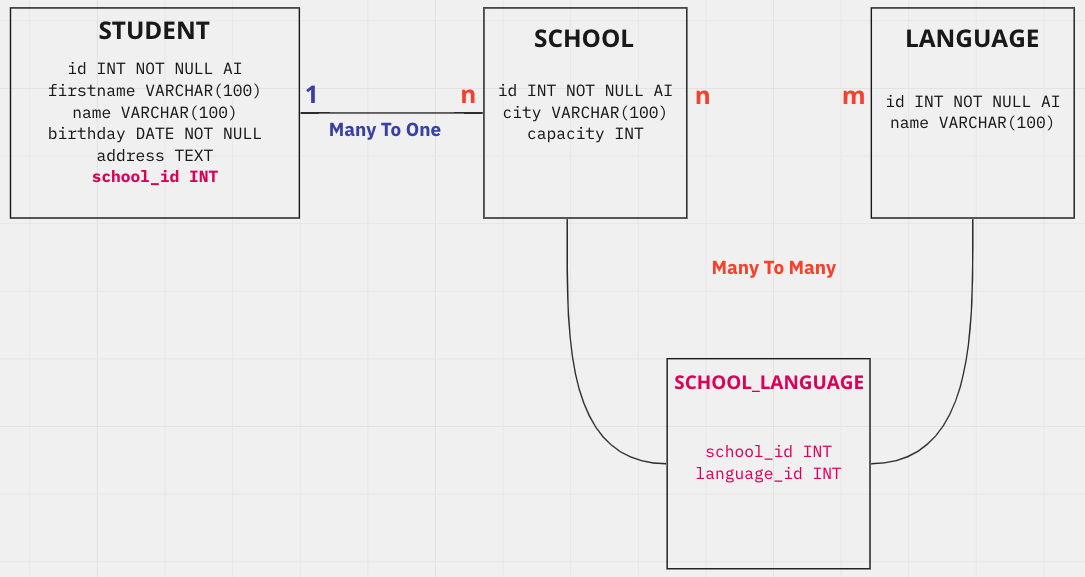 STUDENT
id INT NOT NULL AI
firstname VARCHAR(100)
name VARCHAR(100)
birthday DATE NOT NULL
address TEXT
school_id INT
1
n
Many To One
SCHOOL
id INT NOT NULL AI
city VARCHAR(100)
capacity INT
n
m
LANGUAGE
id INT NOT NULL AI
name VARCHAR(100)
Many To Many
SCHOOL_LANGUAGE
school_id INT
language_id INT